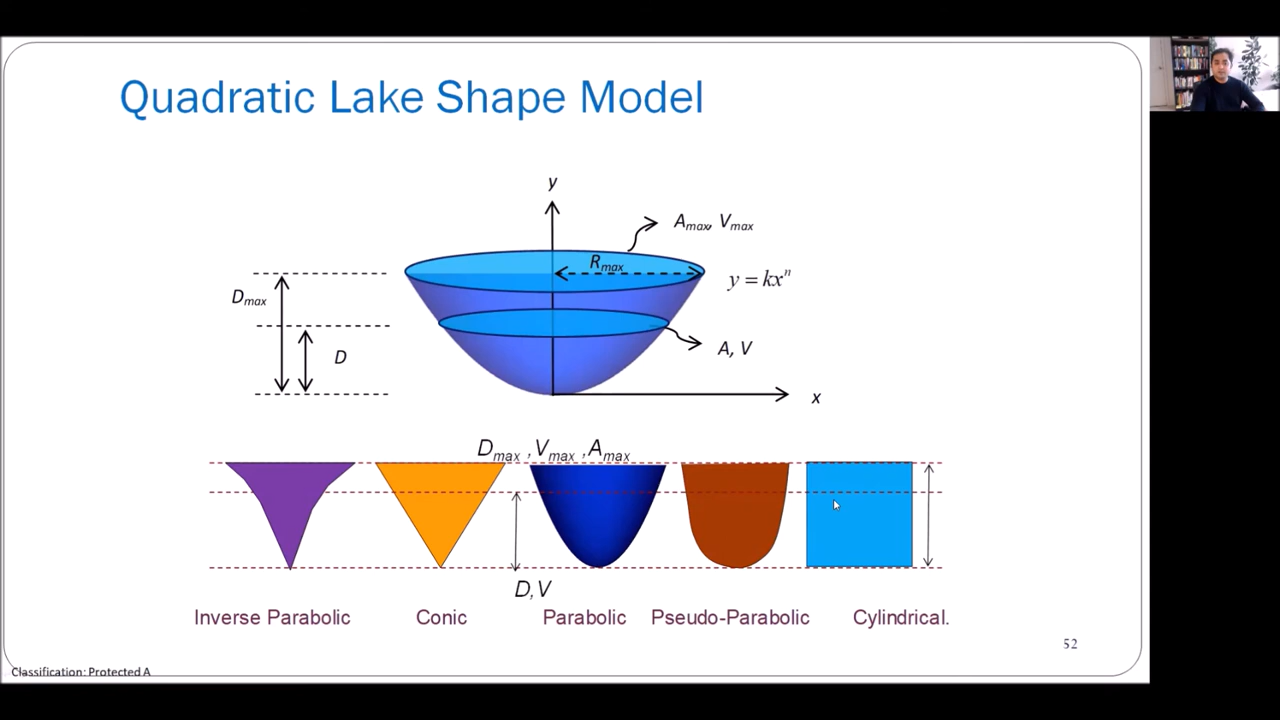 Quadratic Lake Shape Model
y
Amax, Vmax
Rmax
y = kxⁿ
Dmax
D
A, V
x
Dmax ,Vmax ,Amax
D,V
Inverse Parabolic Conic Parabolic Pseudo-Parabolic Cylindrical.
52
Classification: Protected A